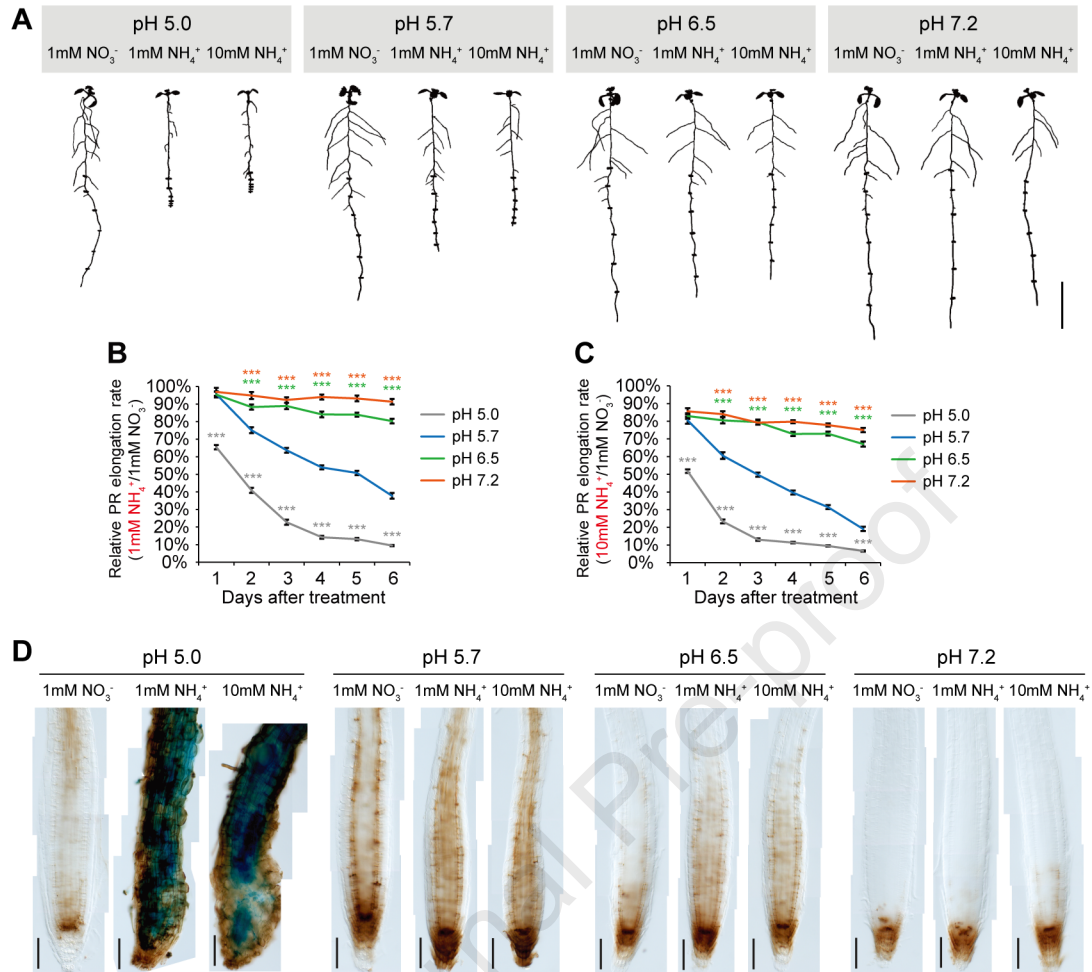 A
pH 5.0 pH 5.7 pH 6.5 pH 7.2
1mM NO₃⁻ 1mM NH₄⁺ 10mM NH₄⁺ 1mM NO₃⁻ 1mM NH₄⁺ 10mM NH₄⁺ 1mM NO₃⁻ 1mM NH₄⁺ 10mM NH₄⁺ 1mM NO₃⁻ 1mM NH₄⁺ 10mM NH₄⁺
B
Relative PR elongation rate
(1mM NH₄⁺/1mM NO₃⁻)
100%
90%
80%
70%
60%
50%
40%
30%
20%
10%
0%
*** *** *** *** ***
*** *** *** *** ***
*** *** *** *** *** ***
1 2 3 4 5 6
Days after treatment
pH 5.0
pH 5.7
pH 6.5
pH 7.2
C
Relative PR elongation rate
(10mM NH₄⁺/1mM NO₃⁻)
100%
90%
80%
70%
60%
50%
40%
30%
20%
10%
0%
*** *** *** *** ***
*** *** *** *** ***
*** *** *** *** *** ***
1 2 3 4 5 6
Days after treatment
pH 5.0
pH 5.7
pH 6.5
pH 7.2
D
pH 5.0 pH 5.7 pH 6.5 pH 7.2
1mM NO₃⁻ 1mM NH₄⁺ 10mM NH₄⁺ 1mM NO₃⁻ 1mM NH₄⁺ 10mM NH₄⁺ 1mM NO₃⁻ 1mM NH₄⁺ 10mM NH₄⁺ 1mM NO₃⁻ 1mM NH₄⁺ 10mM NH₄⁺
nal Pre-proof